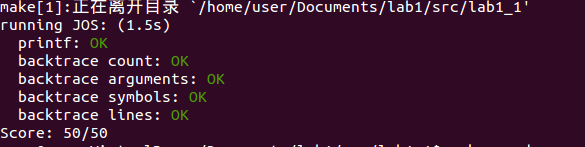 make[1]:正在离开目录 `/home/user/Documents/lab1/src/lab1_1'
running JOS: (1.5s)
  printf: OK
  backtrace count: OK
  backtrace arguments: OK
  backtrace symbols: OK
  backtrace lines: OK
Score: 50/50